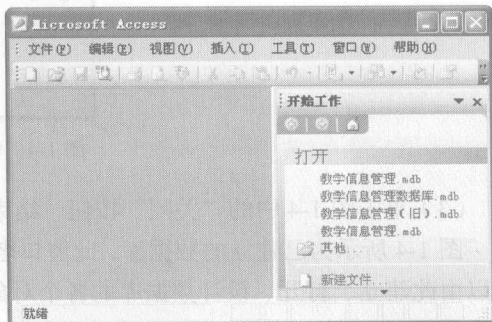 Microsoft Access
文件(F) 编辑(E) 视图(V) 插入(I) 工具(T) 窗口(W) 帮助(H)
开始工作
打开
教学信息管理.mdb
教学信息管理数据库.mdb
教学信息管理(旧).mdb
教学信息管理.mdb
其他...
新建文件...
就绪